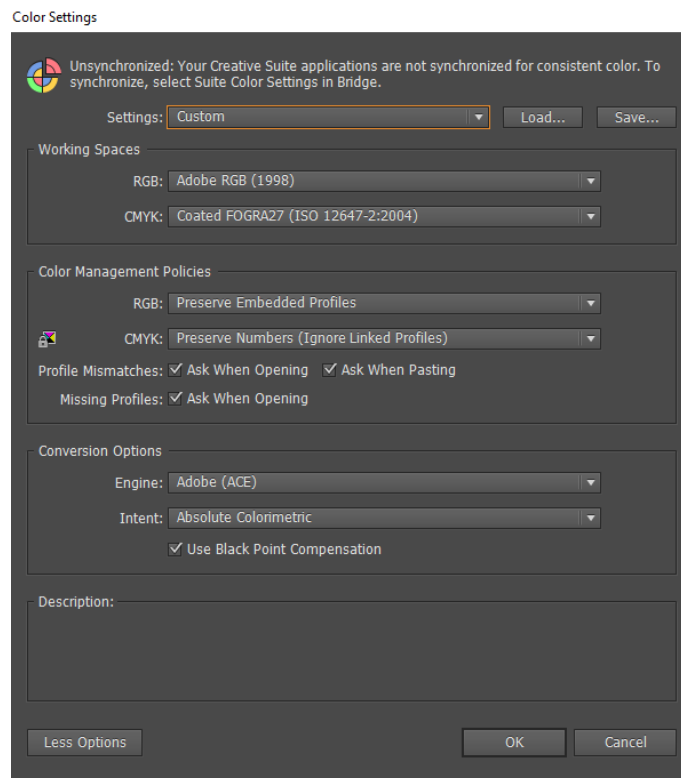 Color Settings
Unsynchronized: Your Creative Suite applications are not synchronized for consistent color. To
synchronize, select Suite Color Settings in Bridge.
Settings: Custom Load... Save...
Working Spaces
RGB: Adobe RGB (1998)
CMYK: Coated FOGRA27 (ISO 12647-2:2004)
Color Management Policies
RGB: Preserve Embedded Profiles
CMYK: Preserve Numbers (Ignore Linked Profiles)
Profile Mismatches: Ask When Opening Ask When Pasting
Missing Profiles: Ask When Opening
Conversion Options
Engine: Adobe (ACE)
Intent: Absolute Colorimetric
Use Black Point Compensation
Description:
Less Options OK Cancel